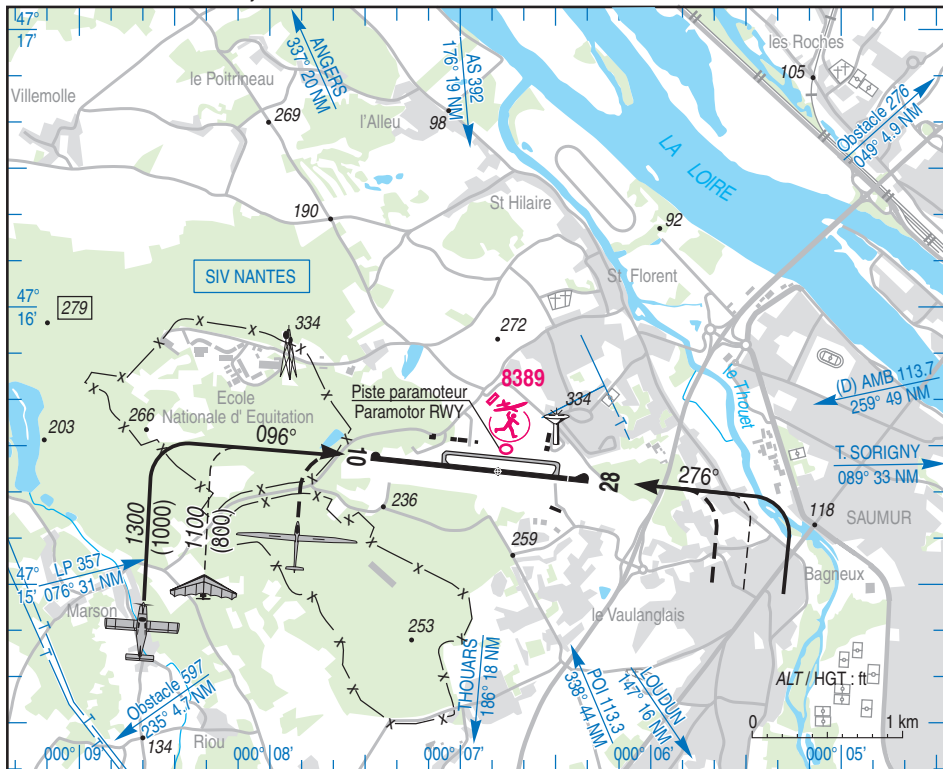 47°
17'
ANGERS
337° 20 NM
AS 392
176° 19 NM
les Roches
105
le Poitrineau
Villemolle
269
l'Alleu
98
Obstacle 276
049° 4.9 NM
LA LOIRE
St Hilaire
190
92
SIV NANTES
St Florent
47°
16'
279
334
272
8389
le Thouet
(D) AMB 113.7
259° 49 NM
Piste paramoteur
Paramotor RWY
334
Ecole
Nationale d' Equitation
266
203
096°
10
28
276°
T. SORIGNY
089° 33 NM
1300
(1000)
1100
(800)
236
118
SAUMUR
259
LP 357
076° 31 NM
47°
15'
Marson
Bagneux
le Vaulanglais
253
THOUARS
186° 18 NM
POI 113.3
338° 44 NM
LOUDUN
147° 16 NM
ALT / HGT : ft
Obstacle 597
235° 4.7 NM
134
Riou
0 1 km
000° 09' 000° 08' 000° 07' 000° 06' 000° 05'